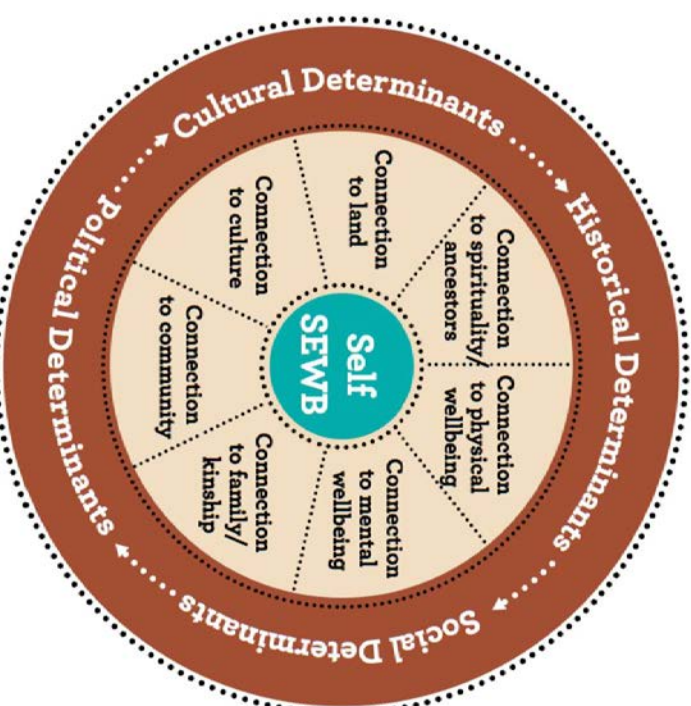 Self
SEWB
Connection
to spirituality/
ancestors
Connection
to physical
wellbeing
Connection
to mental
wellbeing
Connection
to family/
kinship
Connection
to community
Connection
to culture
Connection
to land
Historical Determinants
Social Determinants
Political Determinants
Cultural Determinants